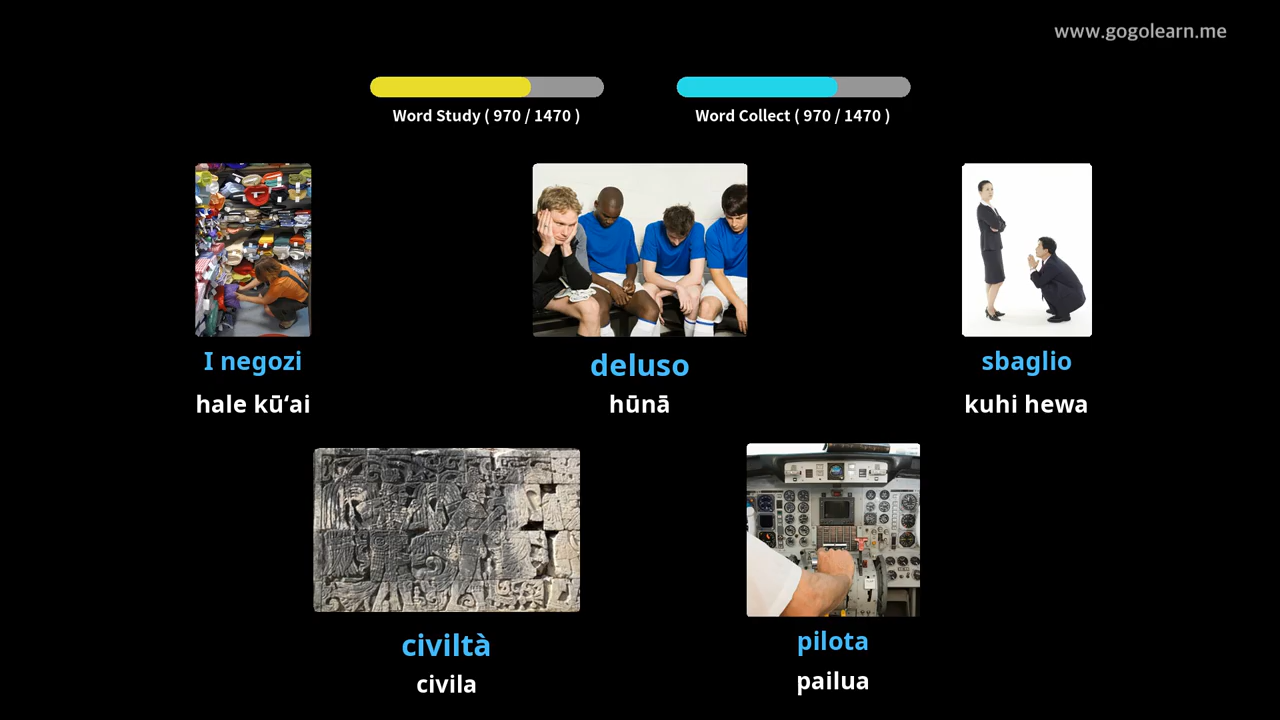 www.gogolearn.me
Word Study ( 970 / 1470 )
Word Collect ( 970 / 1470 )
I negozi
deluso
sbaglio
hale kūʻai
hūnā
kuhi hewa
civiltà
pilota
civila
pailua